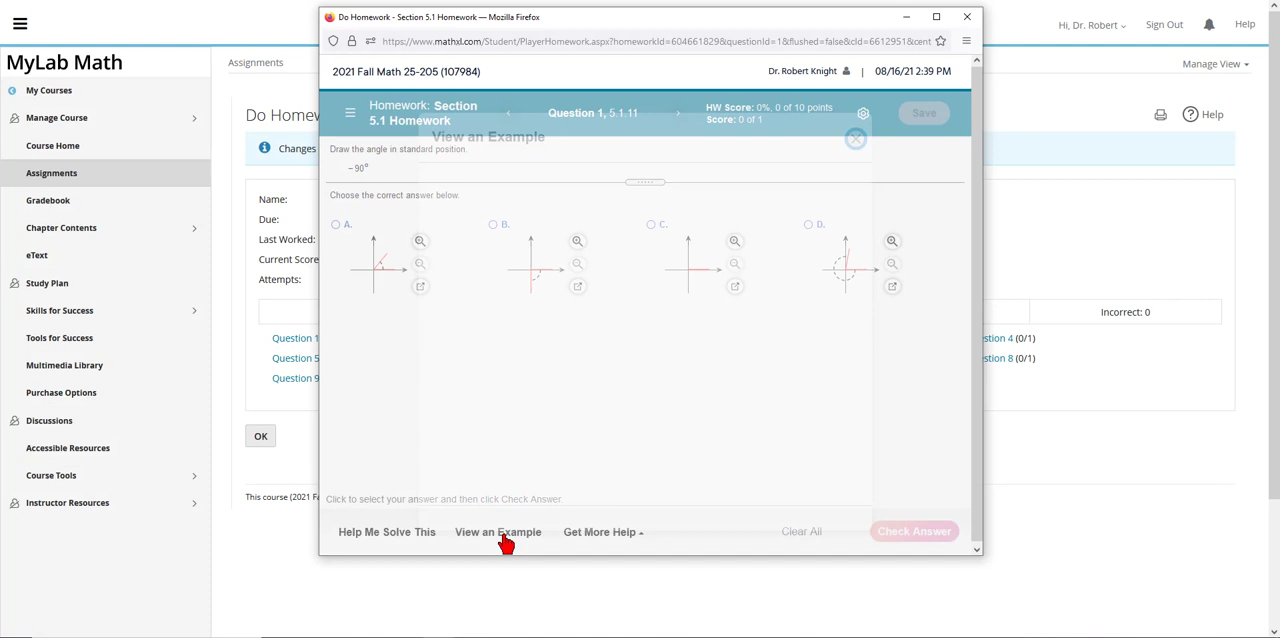 Do Homework - Section 5.1 Homework — Mozilla Firefox
https://www.mathxl.com/Student/PlayerHomework.aspx?homeworkId=604661829&questionId=1&flushed=false&cId=6612951&cent
Hi, Dr. Robert
Sign Out
Help
MyLab Math
Assignments
Manage View
2021 Fall Math 25-205 (107984)
Dr. Robert Knight | 08/16/21 2:39 PM
My Courses
Manage Course
Course Home
Assignments
Gradebook
Chapter Contents
eText
Study Plan
Skills for Success
Tools for Success
Multimedia Library
Purchase Options
Discussions
Accessible Resources
Course Tools
Instructor Resources
Do Homew
Help
Changes
Name:
Due:
Last Worked:
Current Score
Attempts:
Incorrect: 0
Question 1
Question 5
Question 9
estion 4 (0/1)
estion 8 (0/1)
OK
This course (2021 Fa
Homework: Section 5.1 Homework
Question 1, 5.1.11
HW Score: 0%, 0 of 10 points
Score: 0 of 1
Save
View an Example
Draw the angle in standard position.
−90°
Choose the correct answer below.
A.
B.
C.
D.
Click to select your answer and then click Check Answer.
Help Me Solve This
View an Example
Get More Help
Clear All
Check Answer